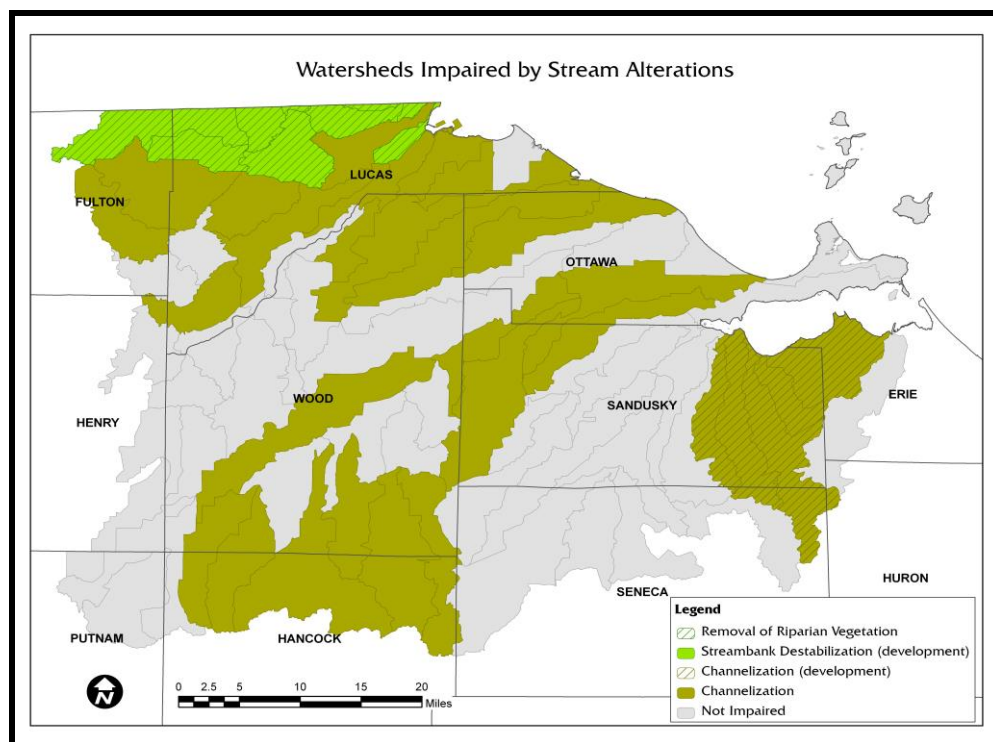 Watersheds Impaired by Stream Alterations
LUCAS
FULTON
OTTAWA
WOOD
SANDUSKY
ERIE
HENRY
HURON
SENECA
PUTNAM
HANCOCK
Legend
Removal of Riparian Vegetation
Streambank Destabilization (development)
Channelization (development)
Channelization
Not Impaired
N
0 2.5 5 10 15 20
Miles